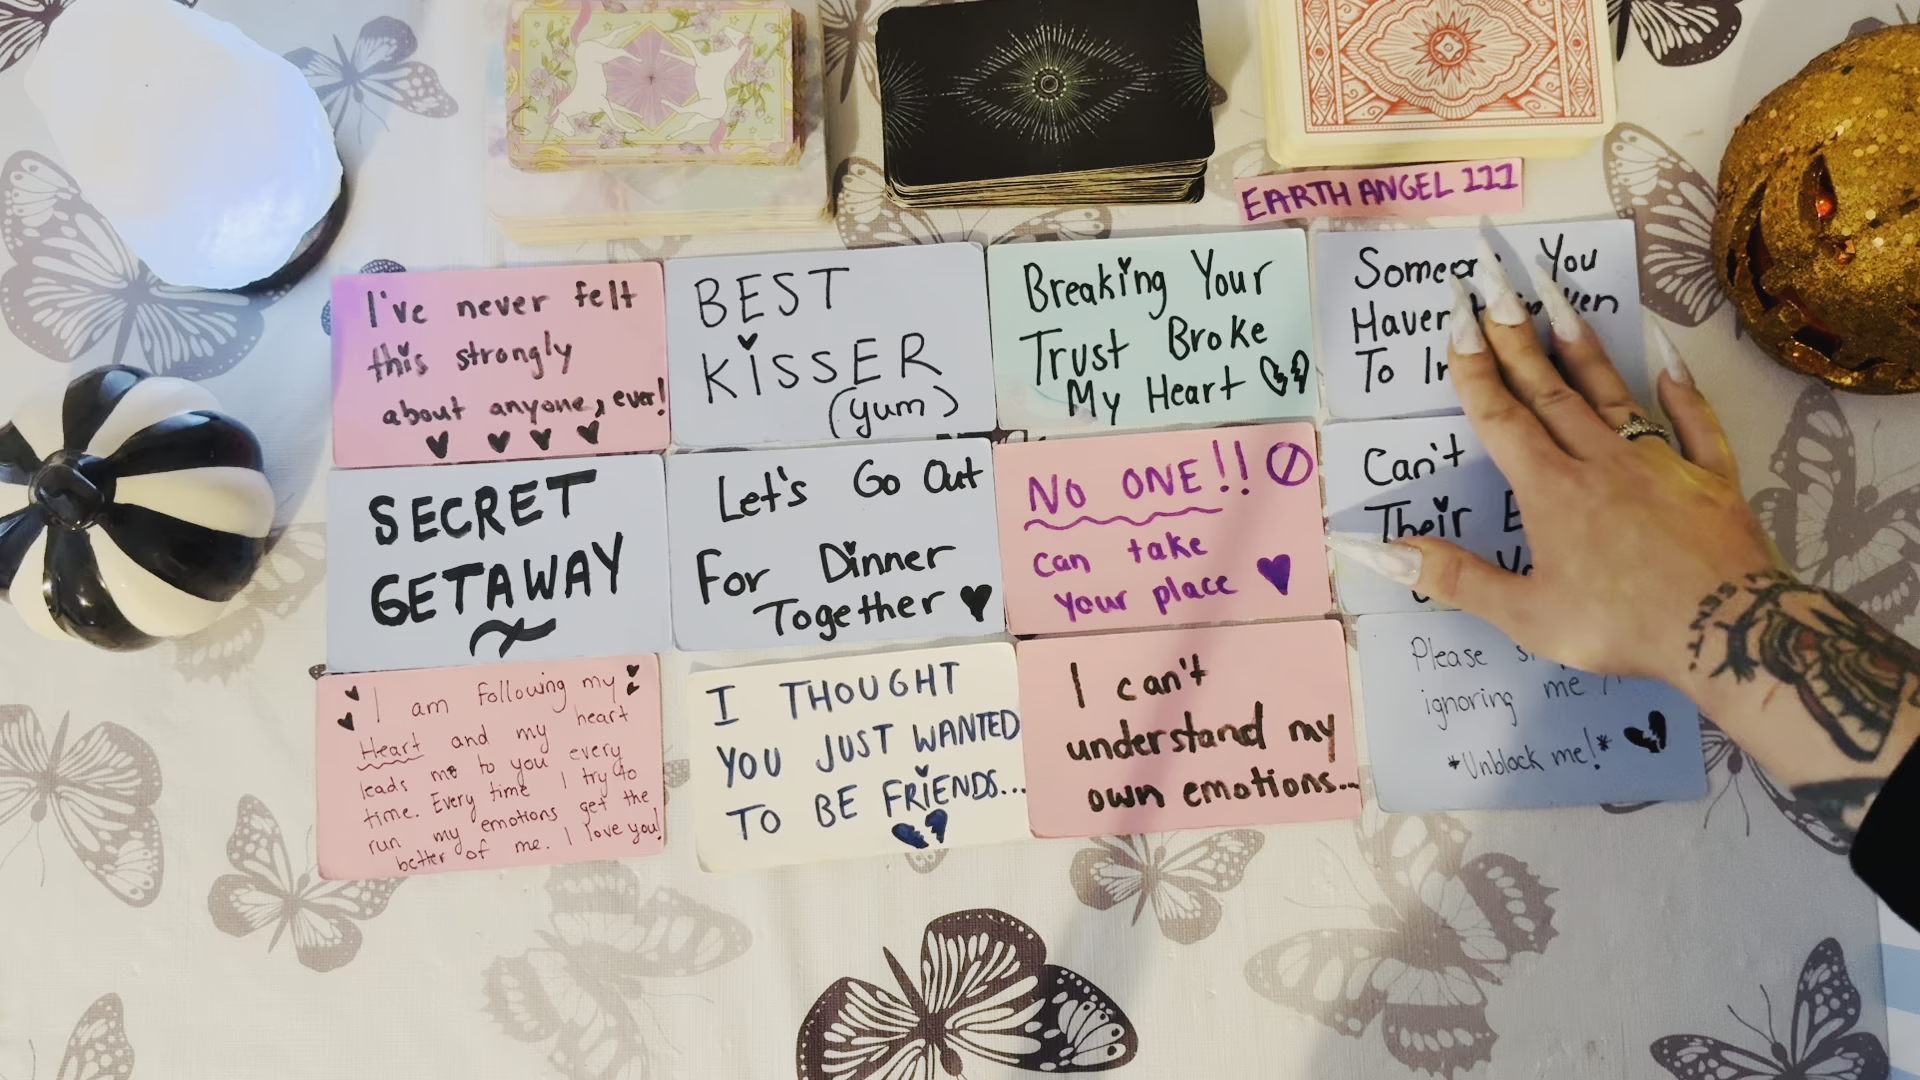 EARTH ANGEL 111
I've never felt
this strongly
about anyone, ever!
BEST
KISSER
(yum)
Breaking Your
Trust Broke
My Heart
You
To
SECRET
GETAWAY
Let's Go Out
For Dinner
Together
NO ONE!!
can take
your place
Can't
Their
I am following my
Heart and my heart
leads me to you every
time. Every time I try to
run my emotions get the
better of me. I love you!
I THOUGHT
YOU JUST WANTED
TO BE FRIENDS...
I can't
understand my
own emotions...
Please
ignoring me
*Unblock me!*